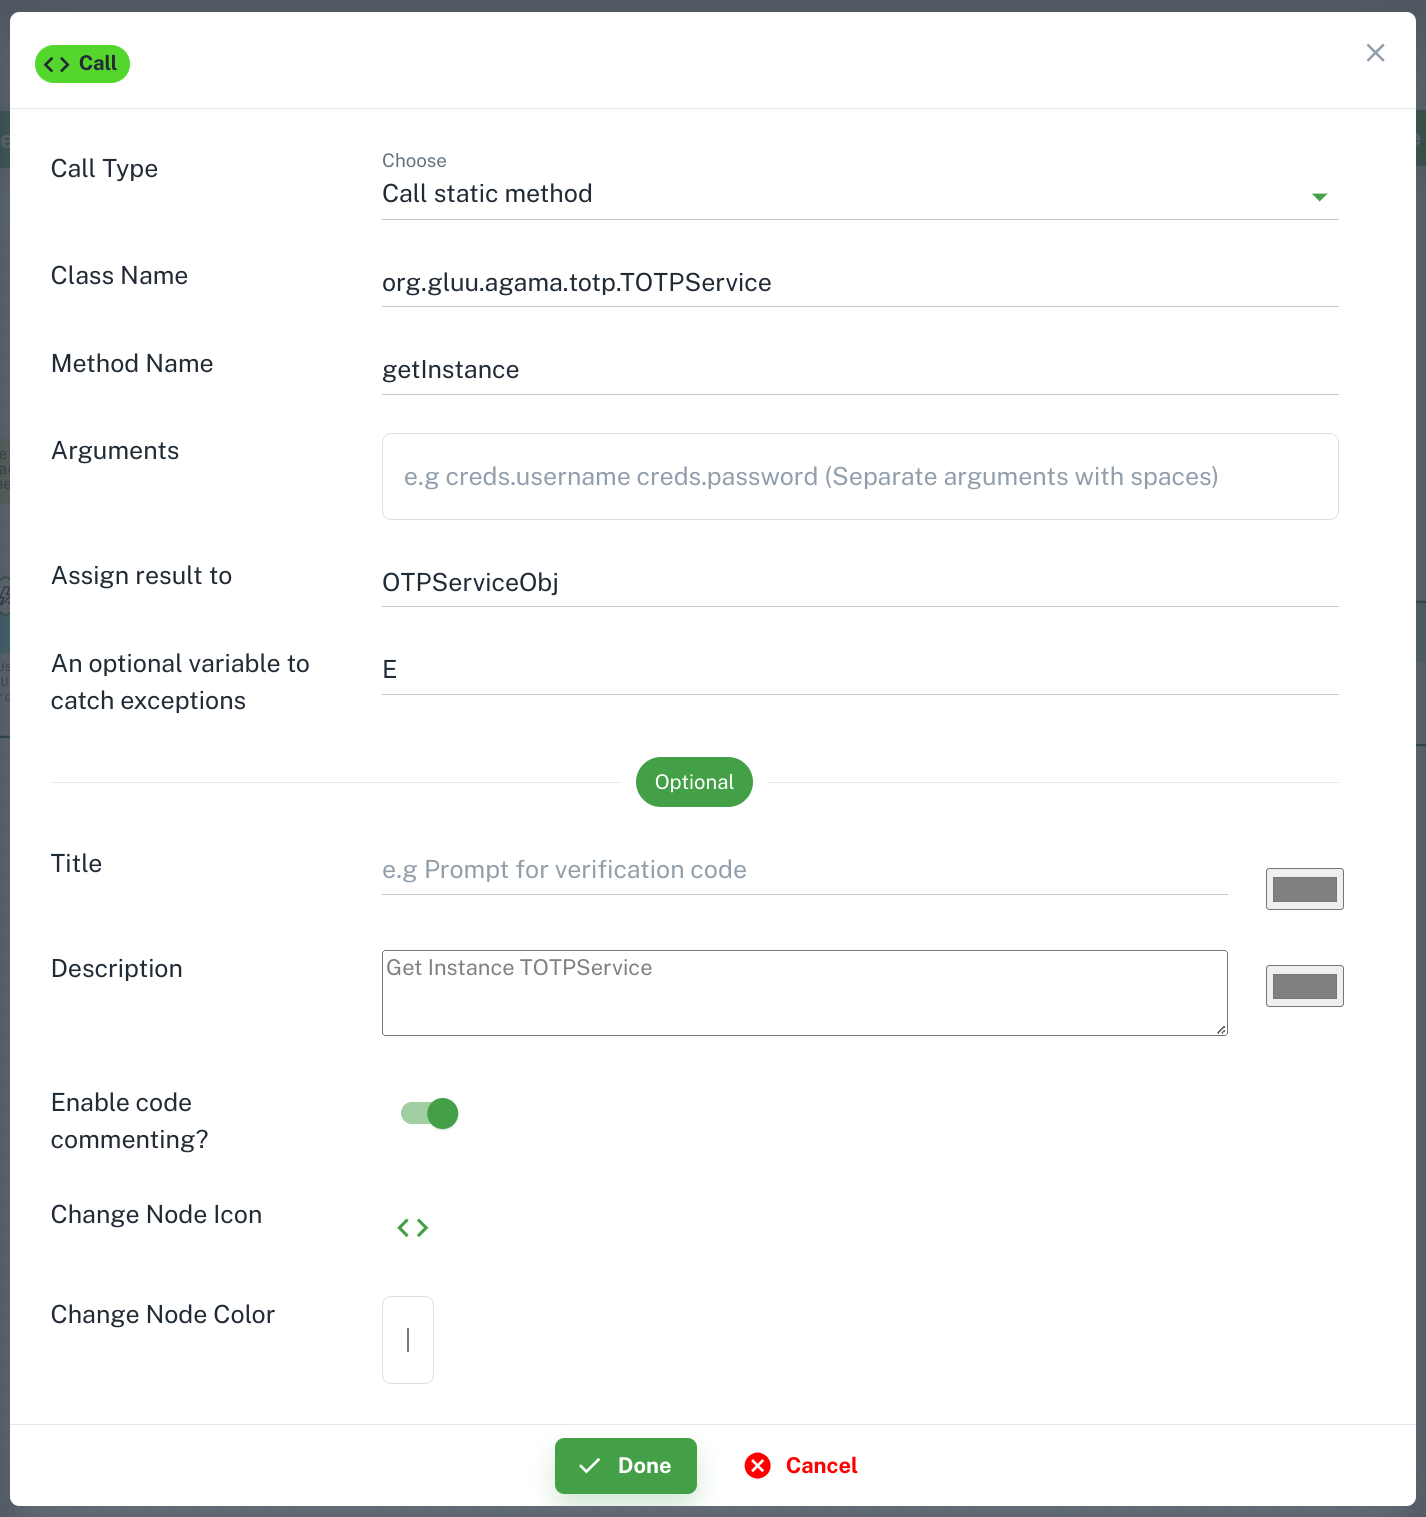 <> Call
Call Type
Choose
Call static method
Class Name
org.gluu.agama.totp.TOTPService
Method Name
getInstance
Arguments
e.g creds.username creds.password (Separate arguments with spaces)
Assign result to
OTPServiceObj
An optional variable to
catch exceptions
E
Optional
Title
e.g Prompt for verification code
Description
Get Instance TOTPService
Enable code
commenting?
Change Node Icon
<>
Change Node Color
Done
Cancel